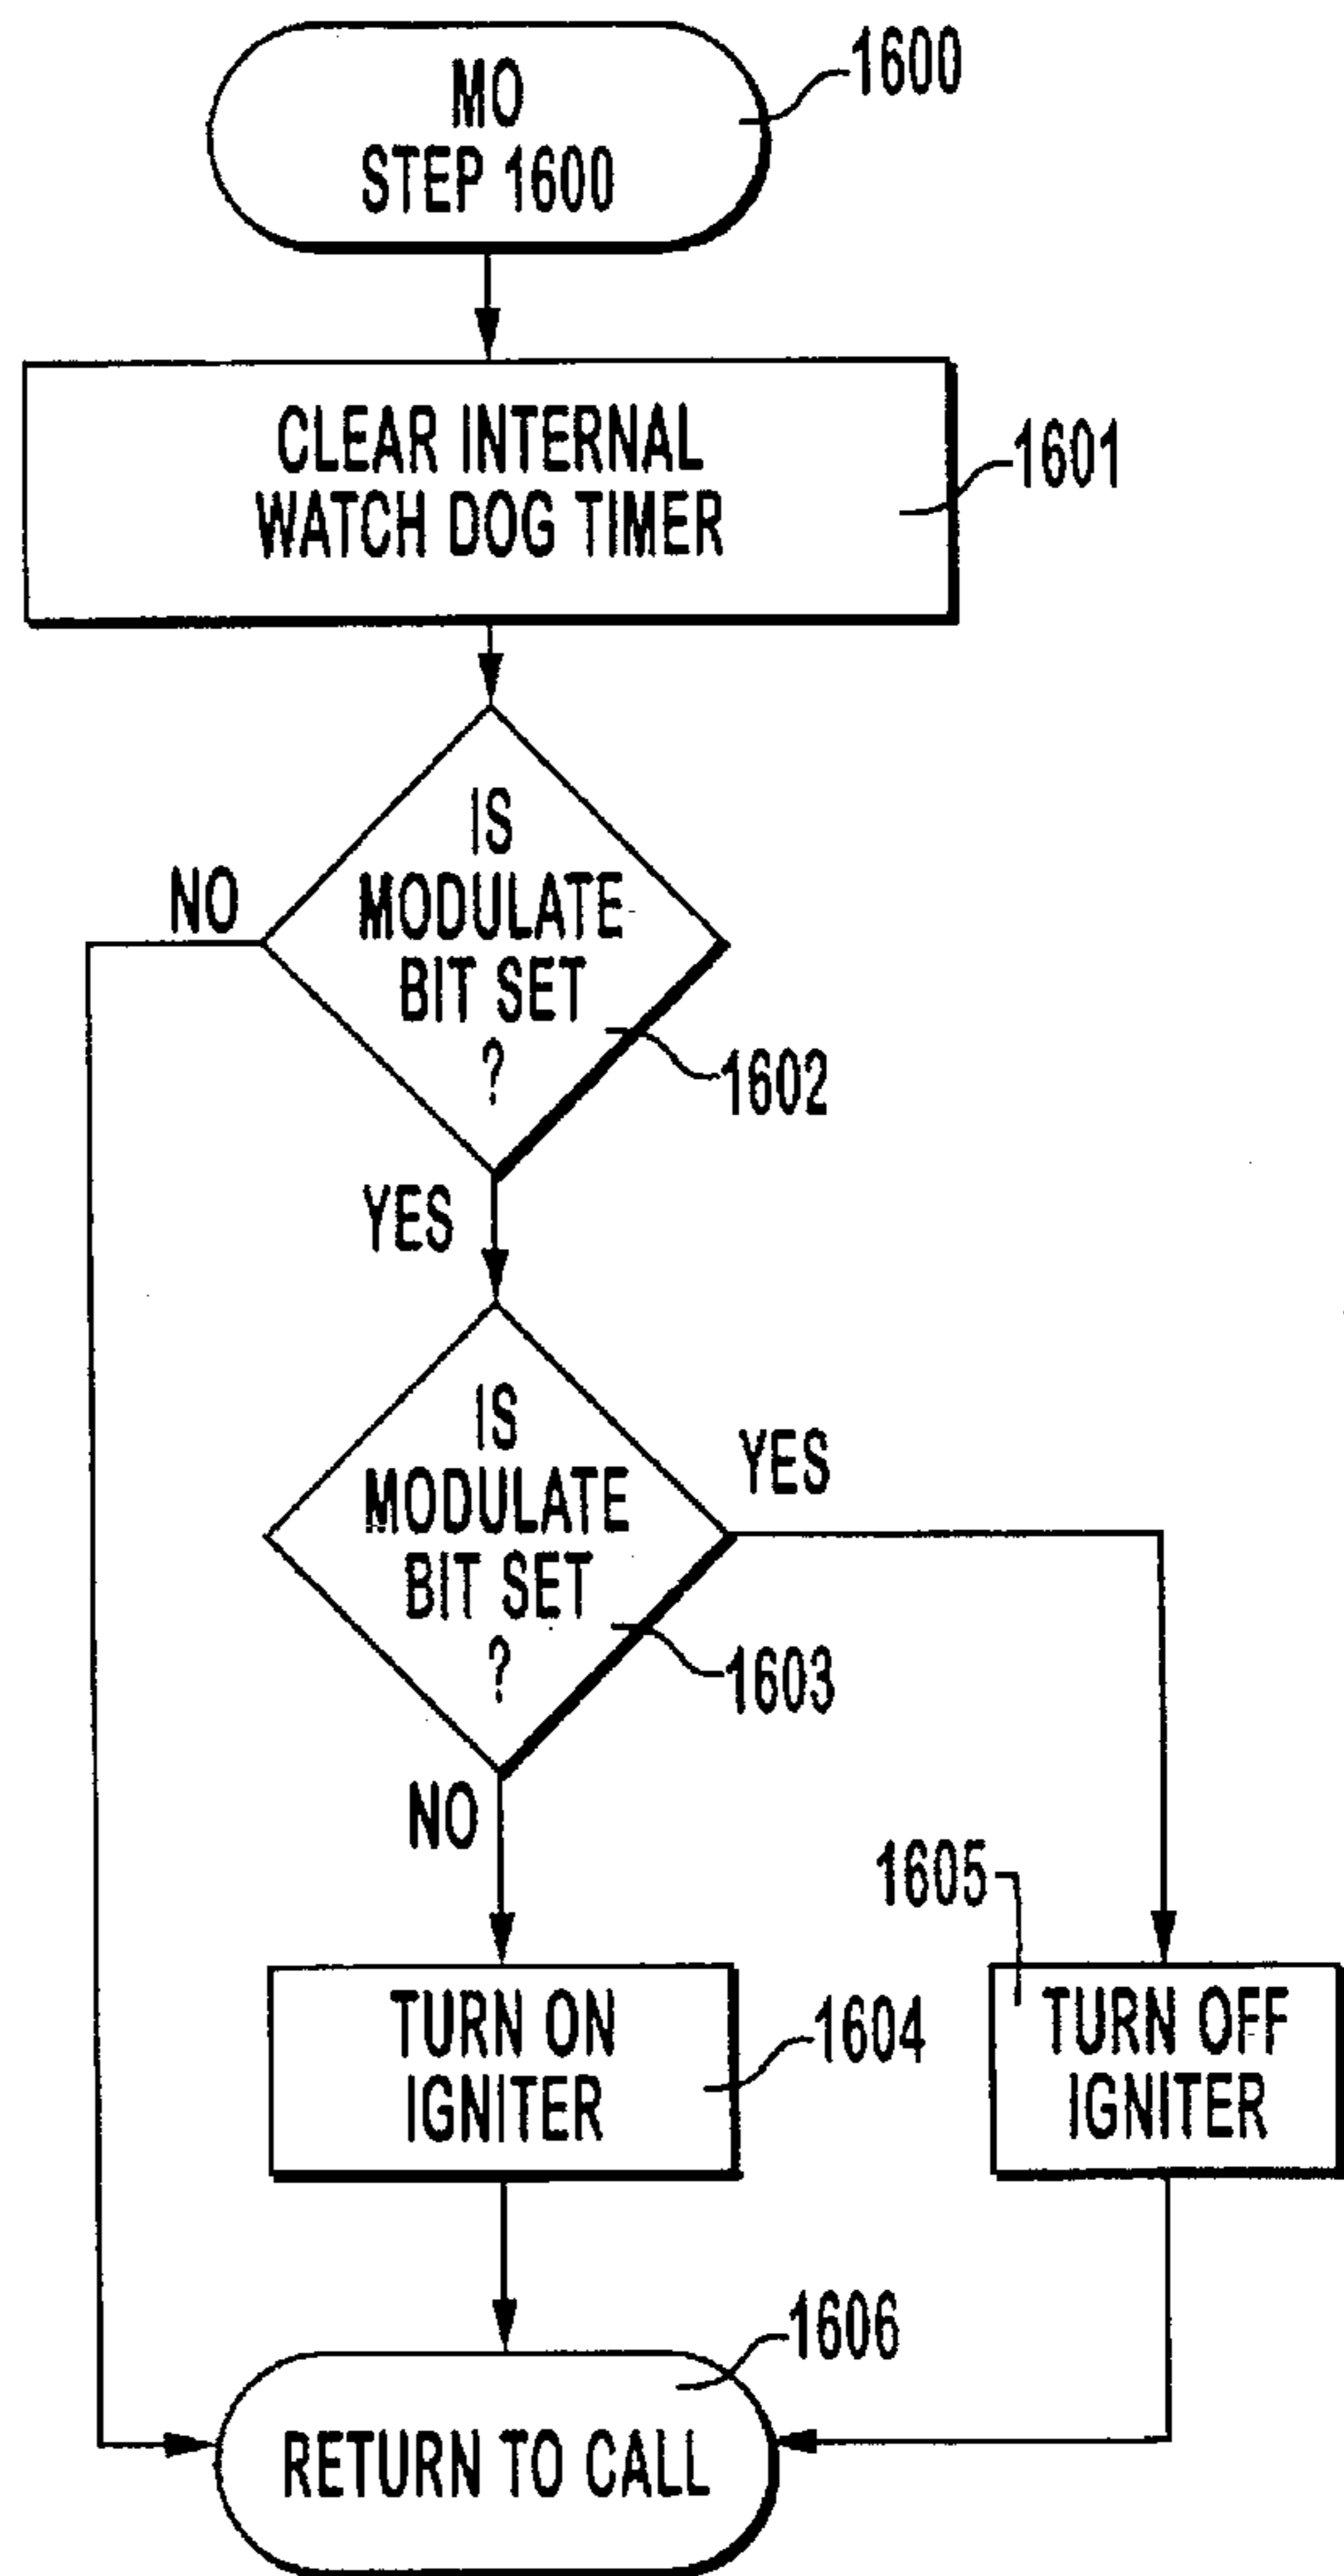 MO
STEP 1600
1600
CLEAR INTERNAL
WATCH DOG TIMER
1601
IS
MODULATE
BIT SET
?
NO
1602
YES
IS
MODULATE
BIT SET
?
YES
1603
NO
1605
TURN ON
IGNITER
1604
TURN OFF
IGNITER
1606
RETURN TO CALL